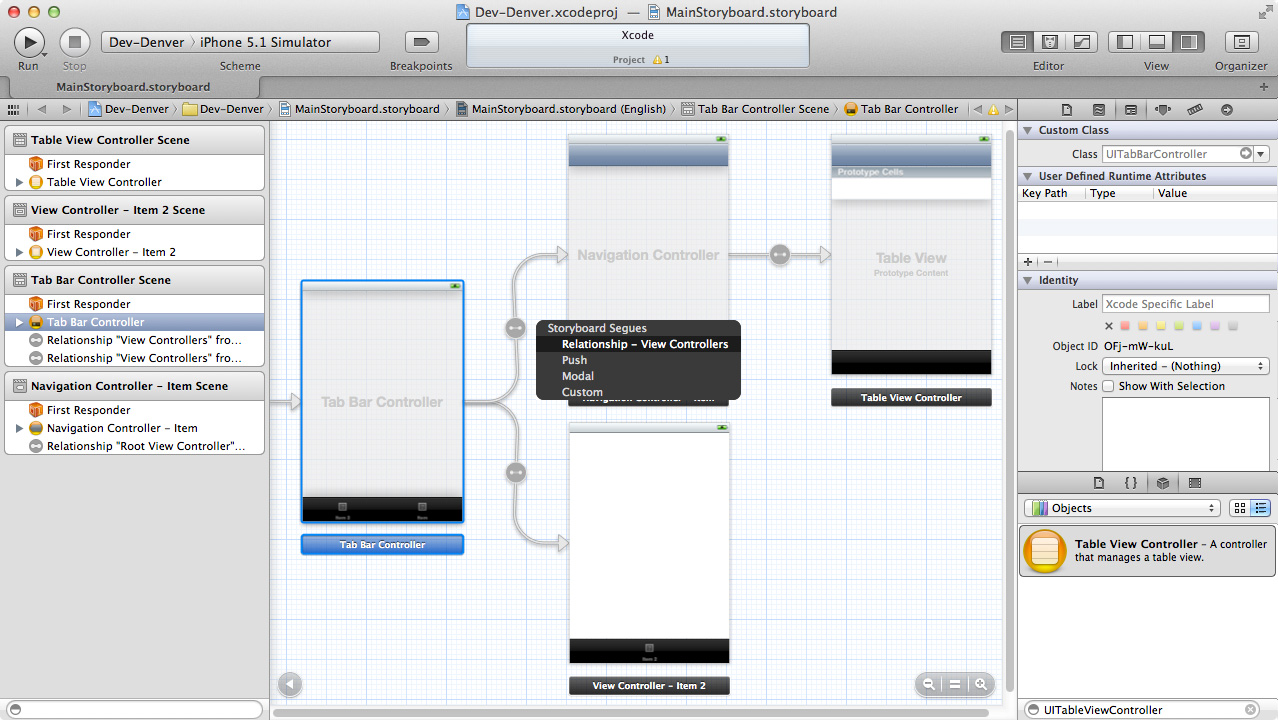 Dev-Denver.xcodeproj — MainStoryboard.storyboard
Dev-Denver 〉 iPhone 5.1 Simulator
Xcode
Project 1
Run
Stop
Scheme
Breakpoints
Editor
View
Organizer
MainStoryboard.storyboard
Dev-Denver
Dev-Denver
MainStoryboard.storyboard
MainStoryboard.storyboard (English)
Tab Bar Controller Scene
Tab Bar Controller
Table View Controller Scene
First Responder
Table View Controller
View Controller – Item 2 Scene
First Responder
View Controller – Item 2
Tab Bar Controller Scene
First Responder
Tab Bar Controller
Relationship "View Controllers" fro...
Relationship "View Controllers" fro...
Navigation Controller – Item Scene
First Responder
Navigation Controller – Item
Relationship "Root View Controller"...
Tab Bar Controller
Item 2
Item
Tab Bar Controller
Navigation Controller
Storyboard Segues
Relationship – View Controllers
Push
Modal
Custom
Navigation Controller – Item
Item 2
View Controller – Item 2
Prototype Cells
Table View
Prototype Content
Table View Controller
Custom Class
Class UITabBarController
User Defined Runtime Attributes
Key Path Type Value
Identity
Label Xcode Specific Label
Object ID OFj-mW-kuL
Lock Inherited – (Nothing)
Notes Show With Selection
Objects
Table View Controller – A controller
that manages a table view.
UITableViewController